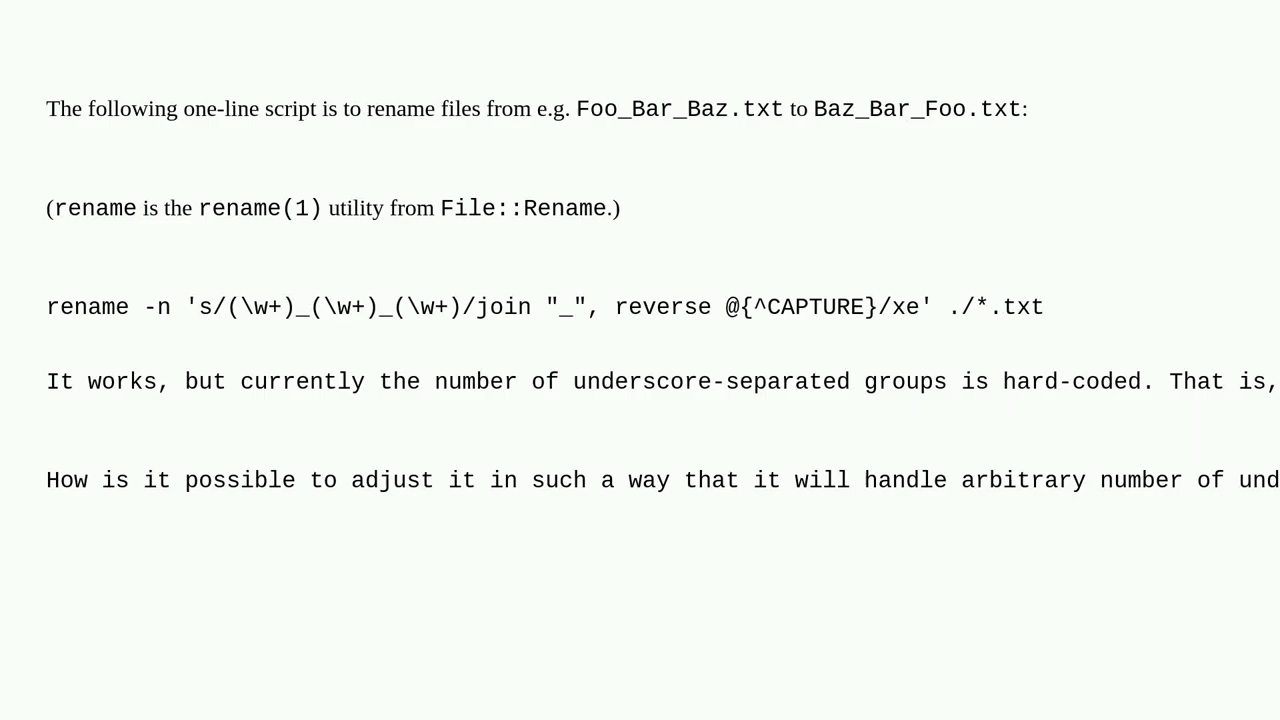 The following one-line script is to rename files from e.g. Foo_Bar_Baz.txt to Baz_Bar_Foo.txt:
(rename is the rename(1) utility from File::Rename.)
rename -n 's/(\w+)_(\w+)_(\w+)/join "_", reverse @{^CAPTURE}/xe' ./*.txt
It works, but currently the number of underscore-separated groups is hard-coded. That is,
How is it possible to adjust it in such a way that it will handle arbitrary number of